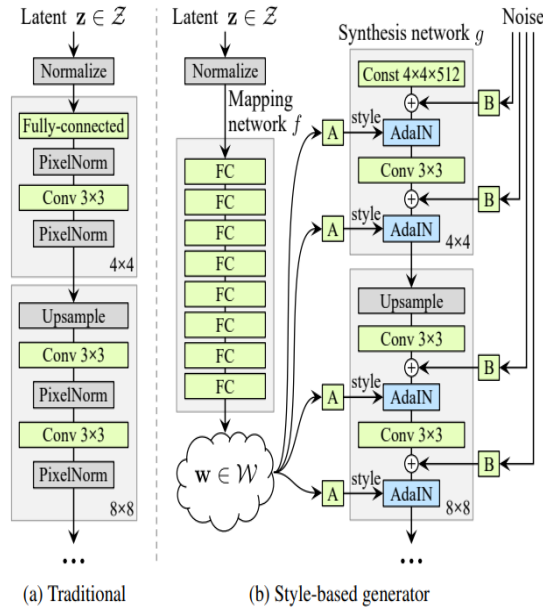 Latent z ∈ Z
Normalize
Fully-connected
PixelNorm
Conv 3×3
PixelNorm
4×4
Upsample
Conv 3×3
PixelNorm
Conv 3×3
PixelNorm
8×8
...
(a) Traditional
Latent z ∈ Z
Normalize
Mapping
network f
FC
FC
FC
FC
FC
FC
FC
FC
w ∈ W
Noise
Synthesis network g
Const 4×4×512
+
B
A
style
AdaIN
Conv 3×3
+
B
A
style
AdaIN
4×4
Upsample
Conv 3×3
+
B
A
style
AdaIN
Conv 3×3
+
B
A
style
AdaIN
8×8
...
(b) Style-based generator